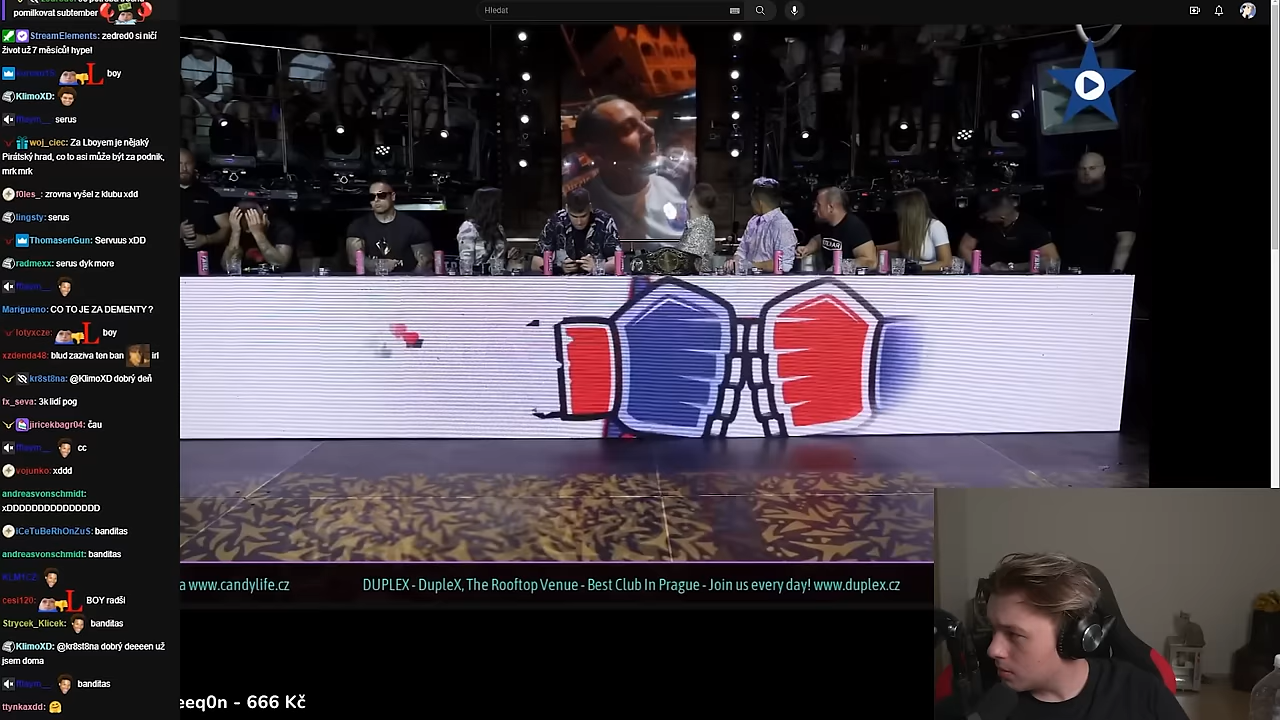 pomilkovat subtember
StreamElements: zedred0 si ničí
život už 7 měsíců! hype!
L boy
KlimoXD:
serus
woj_ciec: Za Lboyem je nějaký
Pirátský hrad, co to asi může být za podnik,
mrk mrk
f0les_: zrovna vyšel z klubu xdd
lingsty: serus
ThomasenGun: Servuus xDD
radmexx: serus dyk more
Marigueno: CO TO JE ZA DEMENTY ?
lotyxcze: L boy
xzdenda48: blud zaziva ten ban irl
kr8st8na: @KlimoXD dobrý deň
fx_seva: 3k lidí pog
jiricekbagr04: čau
cc
vojunko: xddd
andreasvonschmidt:
xDDDDDDDDDDDDDDD
iCeTuBeRhOnZuS: banditas
andreasvonschmidt: banditas
cesi120: L BOY radši
Strycek_Klicek: banditas
KlimoXD: @kr8st8na dobrý deeeen už
jsem doma
banditas
ttynkaxdd:
Hledat
a www.candylife.cz
DUPLEX - DupleX, The Rooftop Venue - Best Club In Prague - Join us every day! www.duplex.cz
eeq0n - 666 Kč